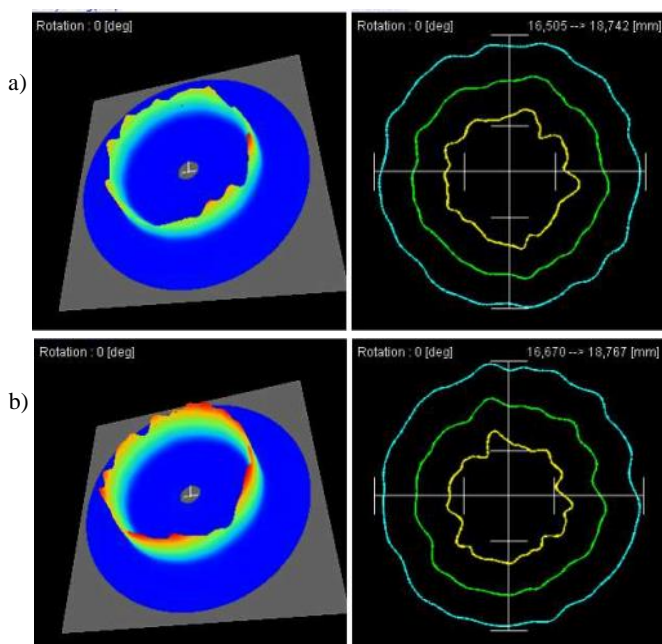 Rotation : 0 [deg]
Rotation : 0 [deg]
16,505 --> 18,742 [mm]
a)
Rotation : 0 [deg]
Rotation : 0 [deg]
16,670 --> 18,767 [mm]
b)